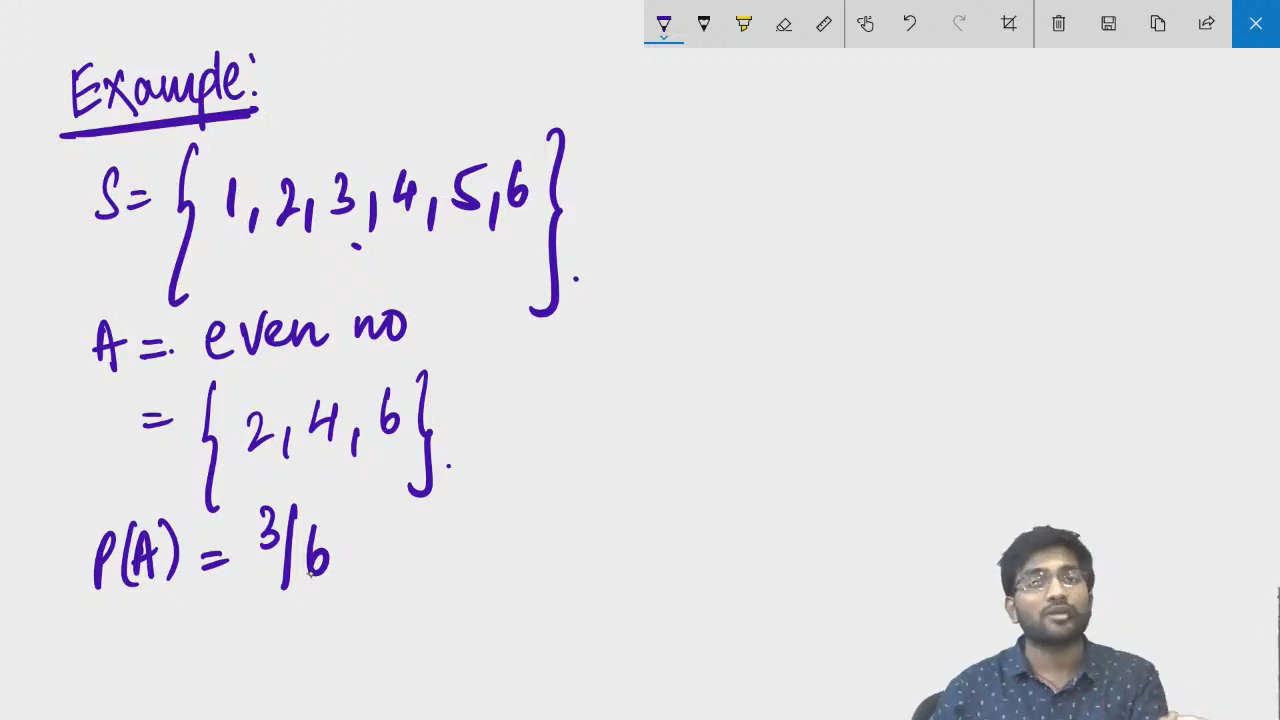 Example:
S = { 1, 2, 3, 4, 5, 6 }.
A = even no
= { 2, 4, 6 }.
P(A) = 3/6